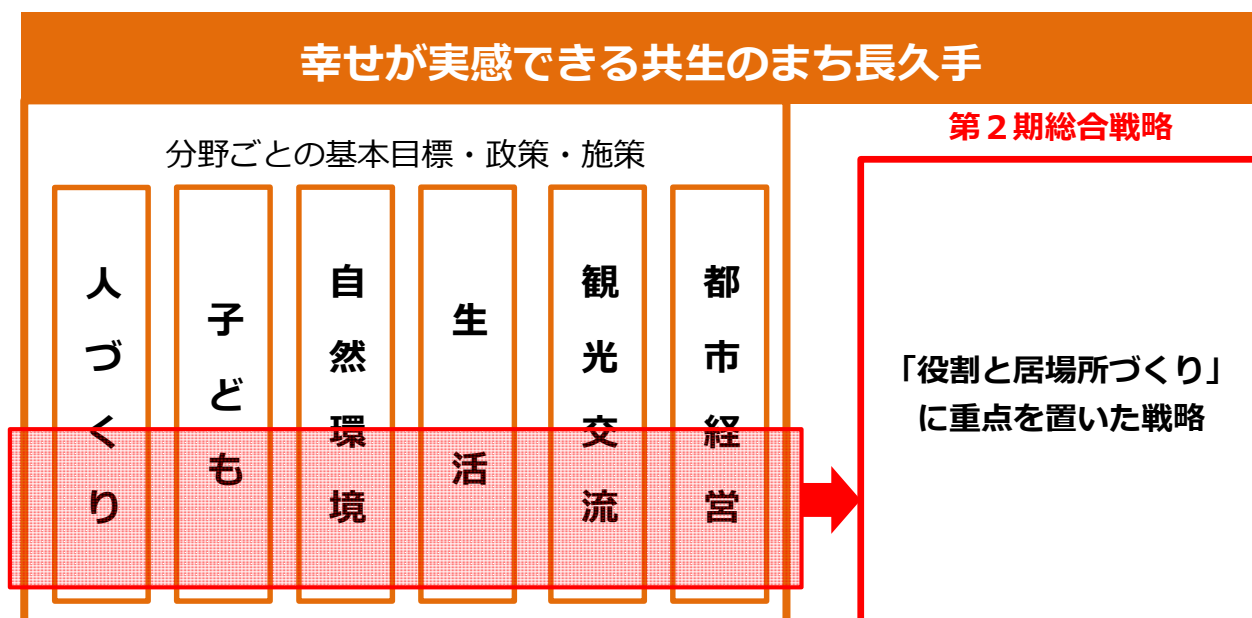 幸せが実感できる共生のまち長久手
分野ごとの基本目標・政策・施策
人づくり
子ども
自然環境
生活
観光交流
都市経営
第２期総合戦略
「役割と居場所づくり」
に重点を置いた戦略